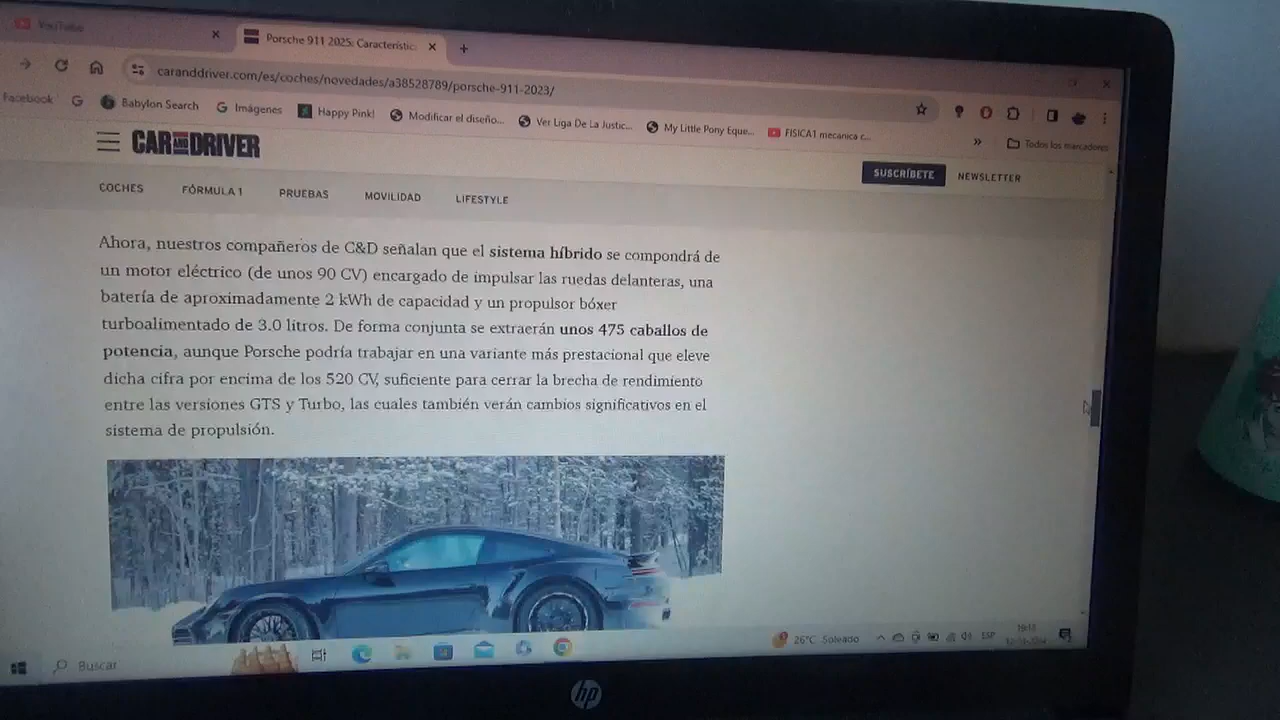 YouTube
Porsche 911 2025: Característic
caranddriver.com/es/coches/novedades/a38528789/porsche-911-2023/
Facebook
Babylon Search
Imágenes
Happy Pink!
Modificar el diseño...
Ver Liga De La Justic...
My Little Pony Eque...
FISICA1 mecanica c...
Todos los marcadores
CAR AND DRIVER
SUSCRÍBETE
NEWSLETTER
COCHES
FÓRMULA 1
PRUEBAS
MOVILIDAD
LIFESTYLE
Ahora, nuestros compañeros de C&D señalan que el sistema híbrido se compondrá de
un motor eléctrico (de unos 90 CV) encargado de impulsar las ruedas delanteras, una
batería de aproximadamente 2 kWh de capacidad y un propulsor bóxer
turboalimentado de 3.0 litros. De forma conjunta se extraerán unos 475 caballos de
potencia, aunque Porsche podría trabajar en una variante más prestacional que eleve
dicha cifra por encima de los 520 CV, suficiente para cerrar la brecha de rendimiento
entre las versiones GTS y Turbo, las cuales también verán cambios significativos en el
sistema de propulsión.
Buscar
26°C Soleado
ESP
hp